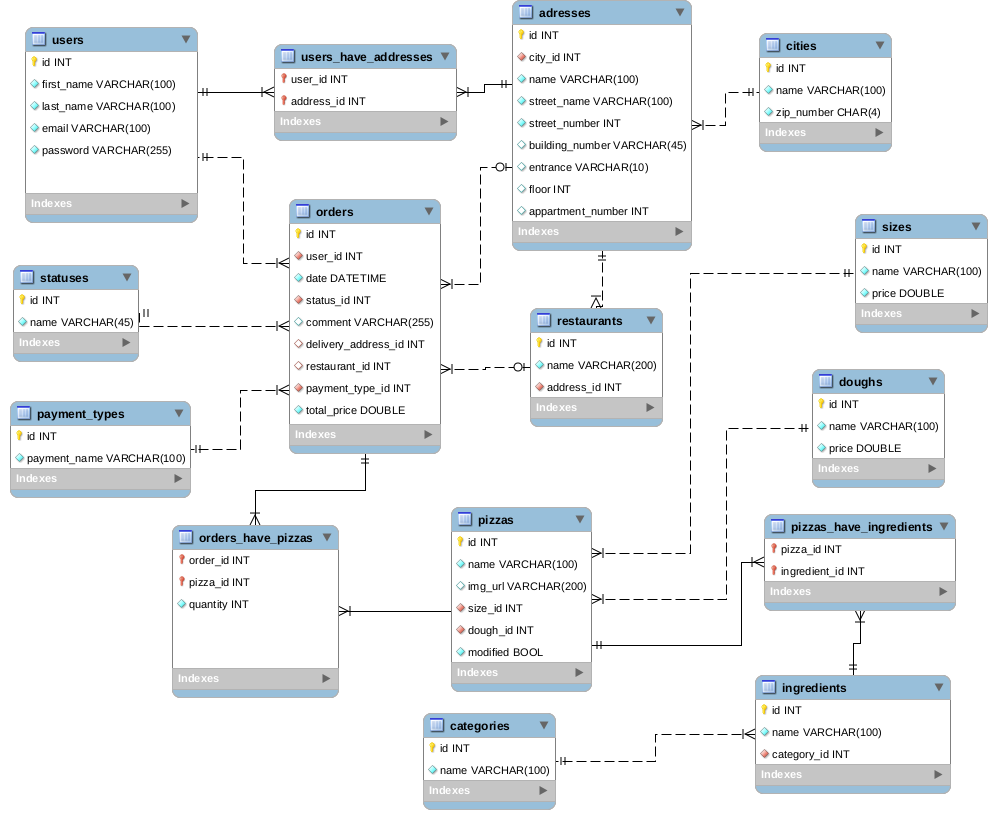 users
id INT
first_name VARCHAR(100)
last_name VARCHAR(100)
email VARCHAR(100)
password VARCHAR(255)
Indexes
users_have_addresses
user_id INT
address_id INT
Indexes
adresses
id INT
city_id INT
name VARCHAR(100)
street_name VARCHAR(100)
street_number INT
building_number VARCHAR(45)
entrance VARCHAR(10)
floor INT
appartment_number INT
Indexes
cities
id INT
name VARCHAR(100)
zip_number CHAR(4)
Indexes
orders
id INT
user_id INT
date DATETIME
status_id INT
comment VARCHAR(255)
delivery_address_id INT
restaurant_id INT
payment_type_id INT
total_price DOUBLE
Indexes
statuses
id INT
name VARCHAR(45)
Indexes
restaurants
id INT
name VARCHAR(200)
address_id INT
Indexes
sizes
id INT
name VARCHAR(100)
price DOUBLE
Indexes
doughs
id INT
name VARCHAR(100)
price DOUBLE
Indexes
payment_types
id INT
payment_name VARCHAR(100)
Indexes
orders_have_pizzas
order_id INT
pizza_id INT
quantity INT
Indexes
pizzas
id INT
name VARCHAR(100)
img_url VARCHAR(200)
size_id INT
dough_id INT
modified BOOL
Indexes
pizzas_have_ingredients
pizza_id INT
ingredient_id INT
Indexes
categories
id INT
name VARCHAR(100)
Indexes
ingredients
id INT
name VARCHAR(100)
category_id INT
Indexes